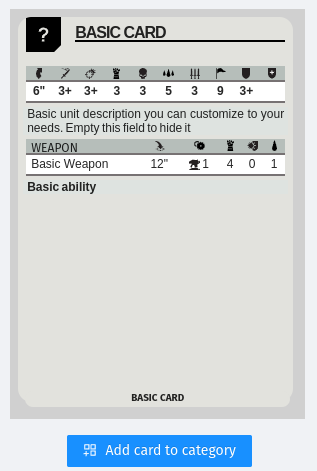 ?
BASIC CARD
6" 3+ 3+ 3 3 5 3 9 3+
Basic unit description you can customize to your
needs. Empty this field to hide it
WEAPON
Basic Weapon 12" 1 4 0 1
Basic ability
BASIC CARD
Add card to category